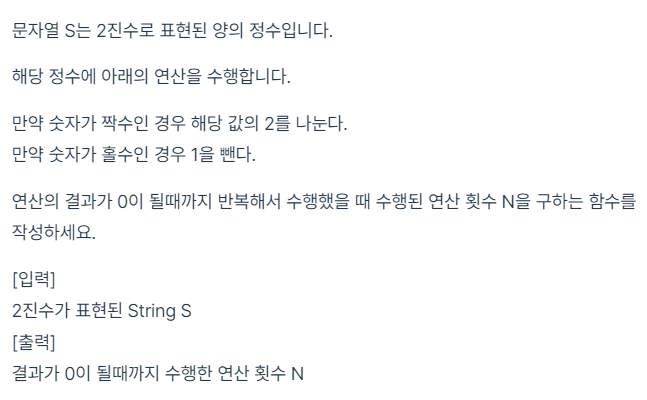 문자열 S는 2진수로 표현된 양의 정수입니다.
해당 정수에 아래의 연산을 수행합니다.
만약 숫자가 짝수인 경우 해당 값의 2를 나눈다.
만약 숫자가 홀수인 경우 1을 뺀다.
연산의 결과가 0이 될때까지 반복해서 수행했을 때 수행된 연산 횟수 N을 구하는 함수를
작성하세요.
[입력]
2진수가 표현된 String S
[출력]
결과가 0이 될때까지 수행한 연산 횟수 N